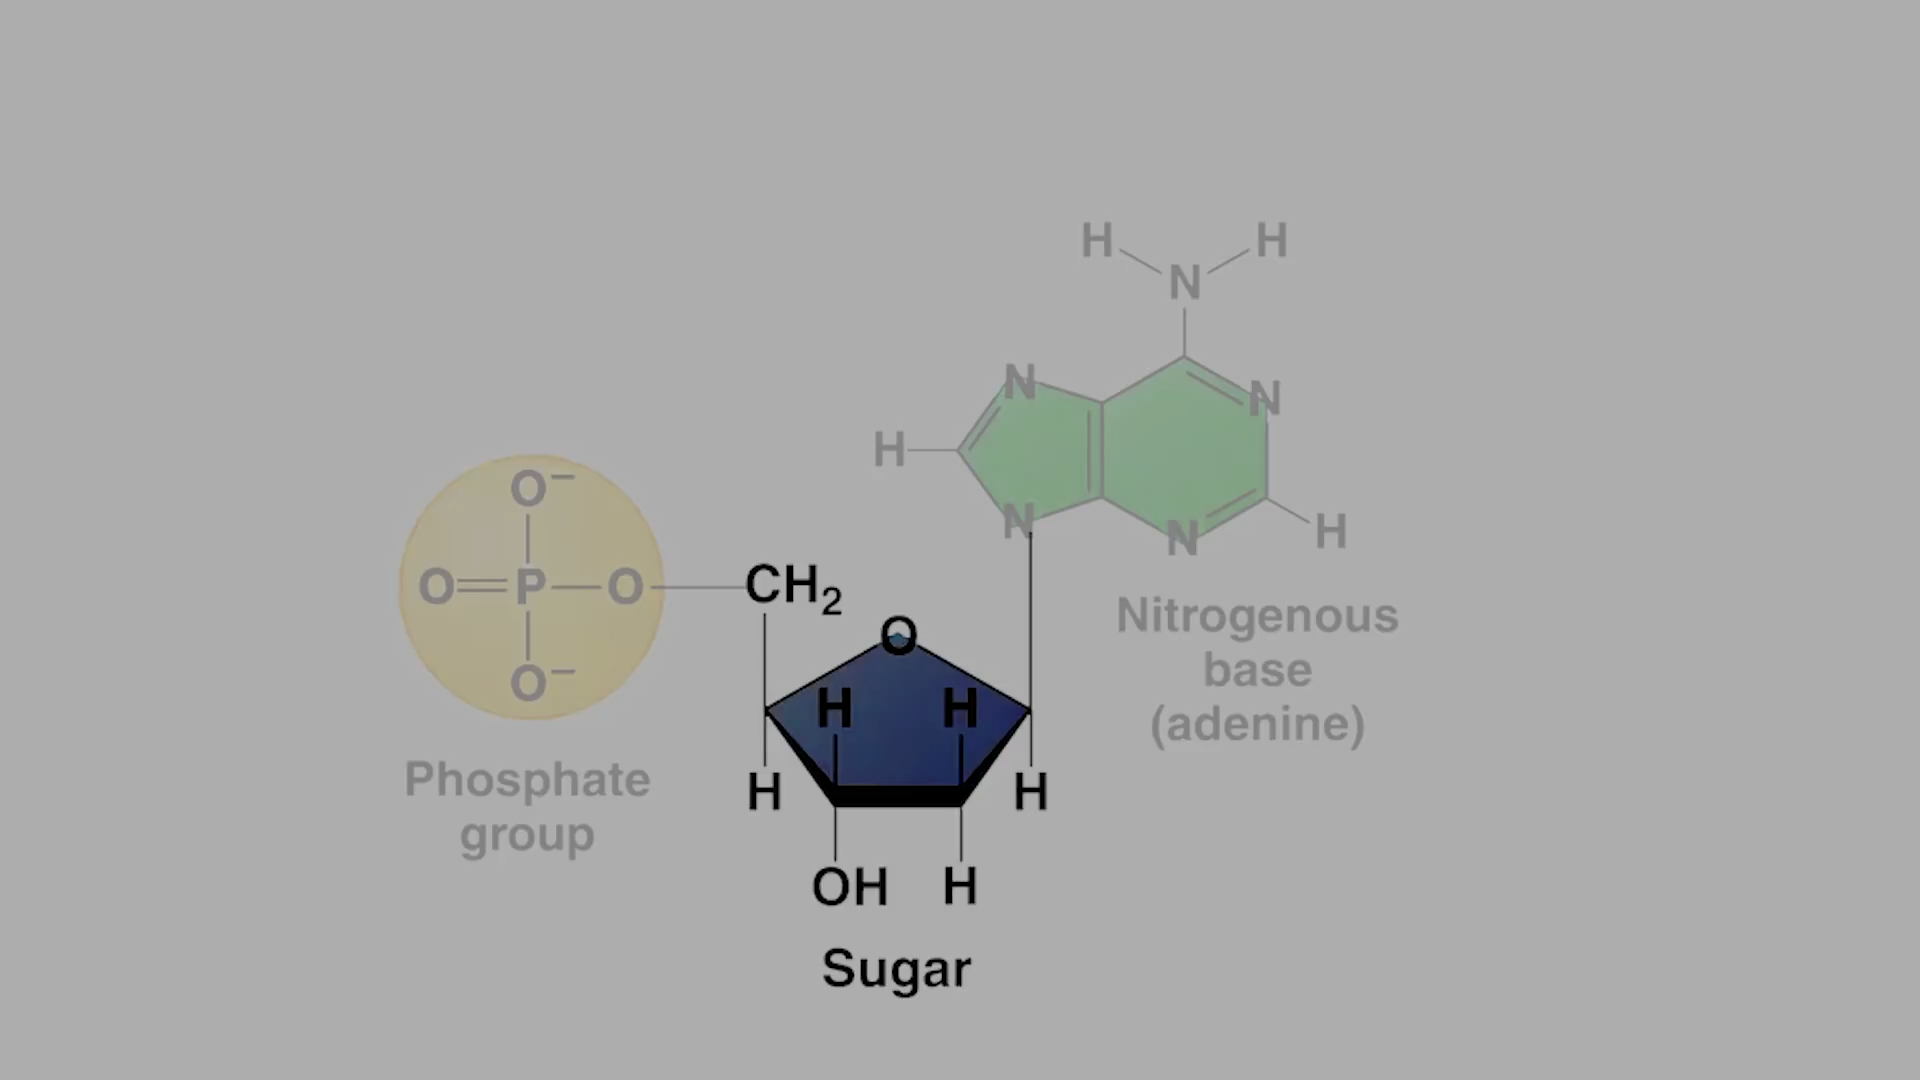 H H
N
N N
H
N N H
O⁻
O P O
O⁻
CH₂
O
H H
H H
OH H
Nitrogenous
base
(adenine)
Phosphate
group
Sugar